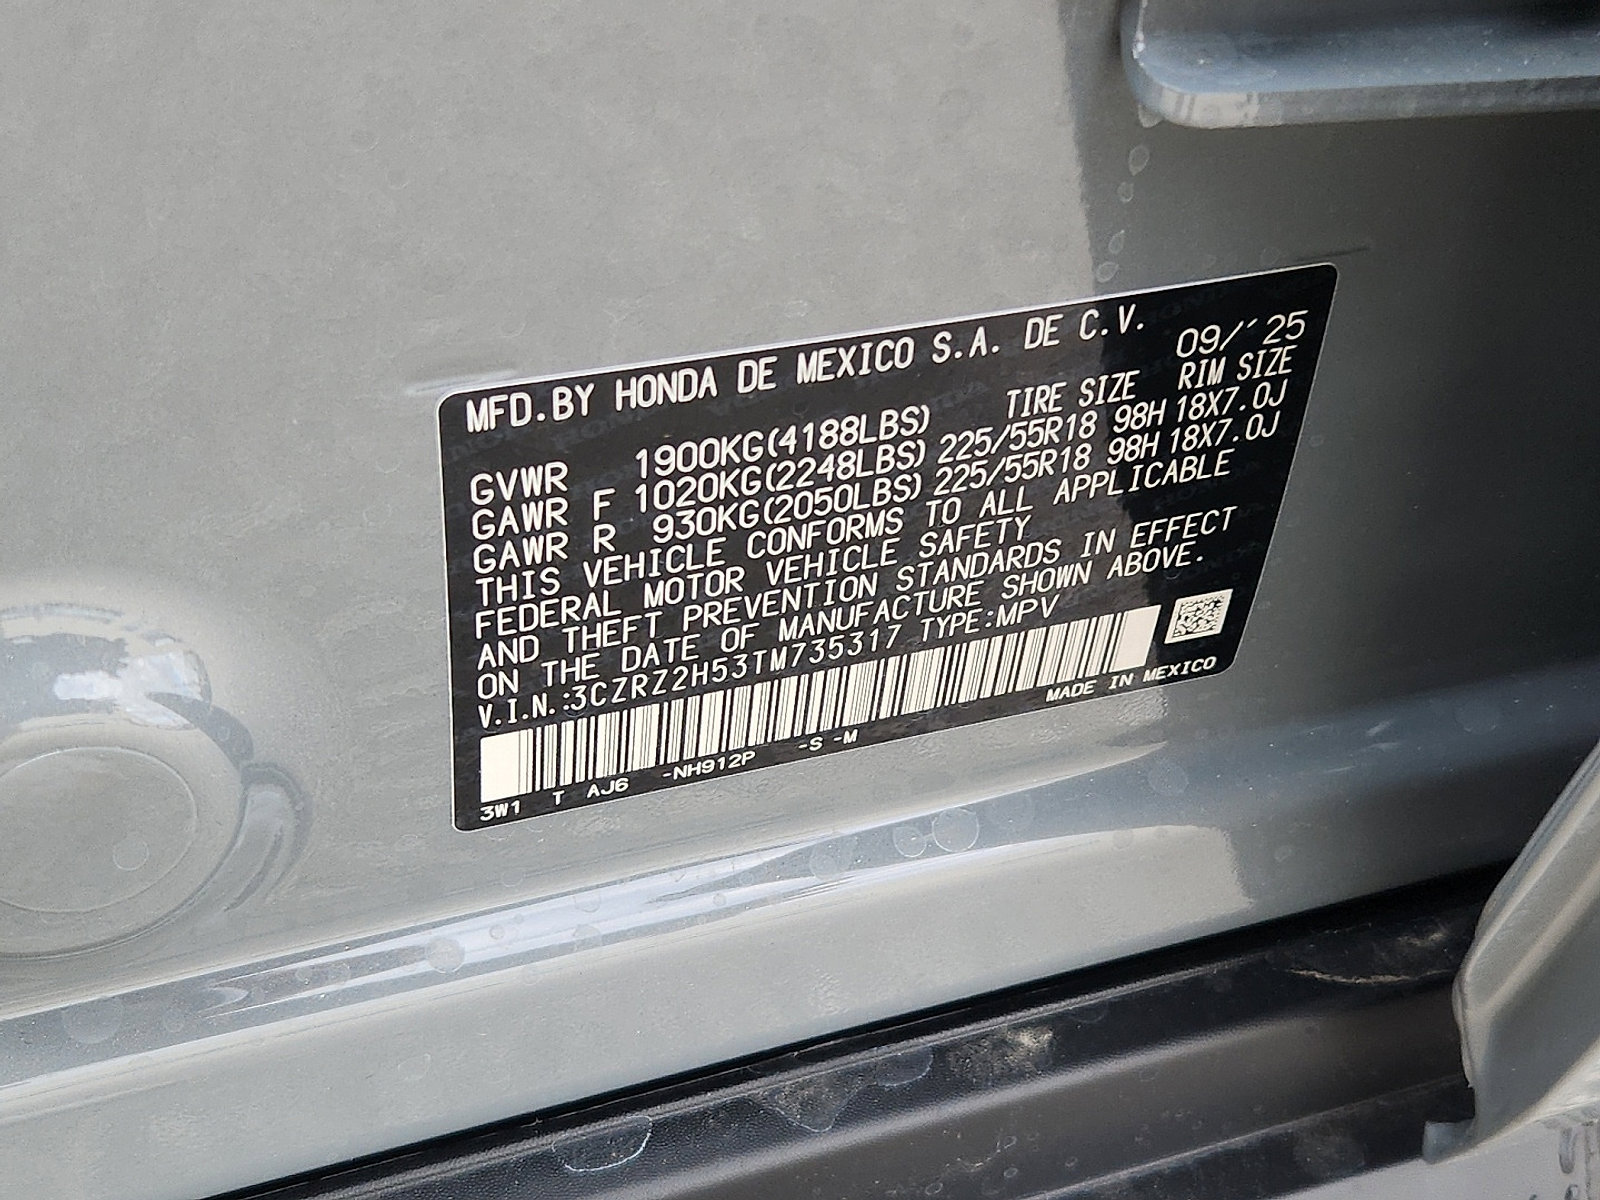 MFD.BY HONDA DE MEXICO S.A. DE C.V.
09/´25
TIRE SIZE RIM SIZE
GVWR 1900KG(4188LBS)
GAWR F 1020KG(2248LBS) 225/55R18 98H 18X7.0J
GAWR R 930KG(2050LBS) 225/55R18 98H 18X7.0J
THIS VEHICLE CONFORMS TO ALL APPLICABLE
FEDERAL MOTOR VEHICLE SAFETY
AND THEFT PREVENTION STANDARDS IN EFFECT
ON THE DATE OF MANUFACTURE SHOWN ABOVE.
V.I.N.:3CZRZ2H53TM735317 TYPE:MPV
MADE IN MEXICO
3W1 T AJ6 -NH912P -S -M